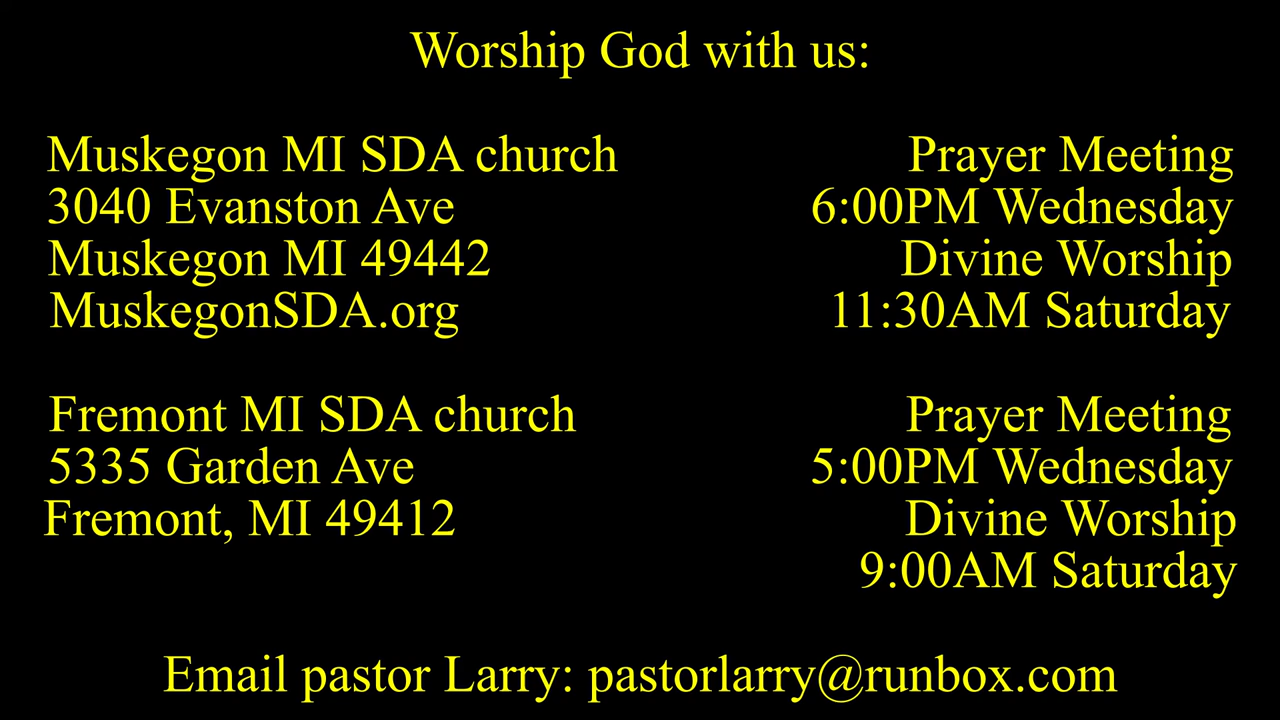 Worship God with us:
Muskegon MI SDA church
3040 Evanston Ave
Muskegon MI 49442
MuskegonSDA.org
Prayer Meeting
6:00PM Wednesday
Divine Worship
11:30AM Saturday
Fremont MI SDA church
5335 Garden Ave
Fremont, MI 49412
Prayer Meeting
5:00PM Wednesday
Divine Worship
9:00AM Saturday
Email pastor Larry: pastorlarry@runbox.com